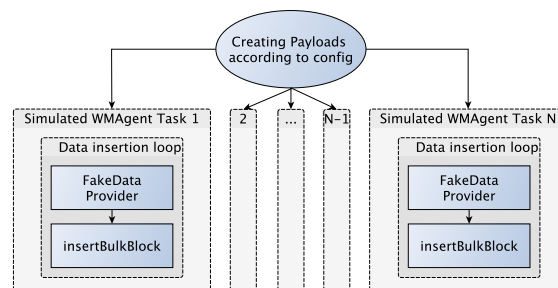 Creating Payloads
according to config
Simulated WMAgent Task 1
2
...
N-1
Simulated WMAgent Task N
Data insertion loop
FakeData
Provider
insertBulkBlock
Data insertion loop
FakeData
Provider
insertBulkBlock